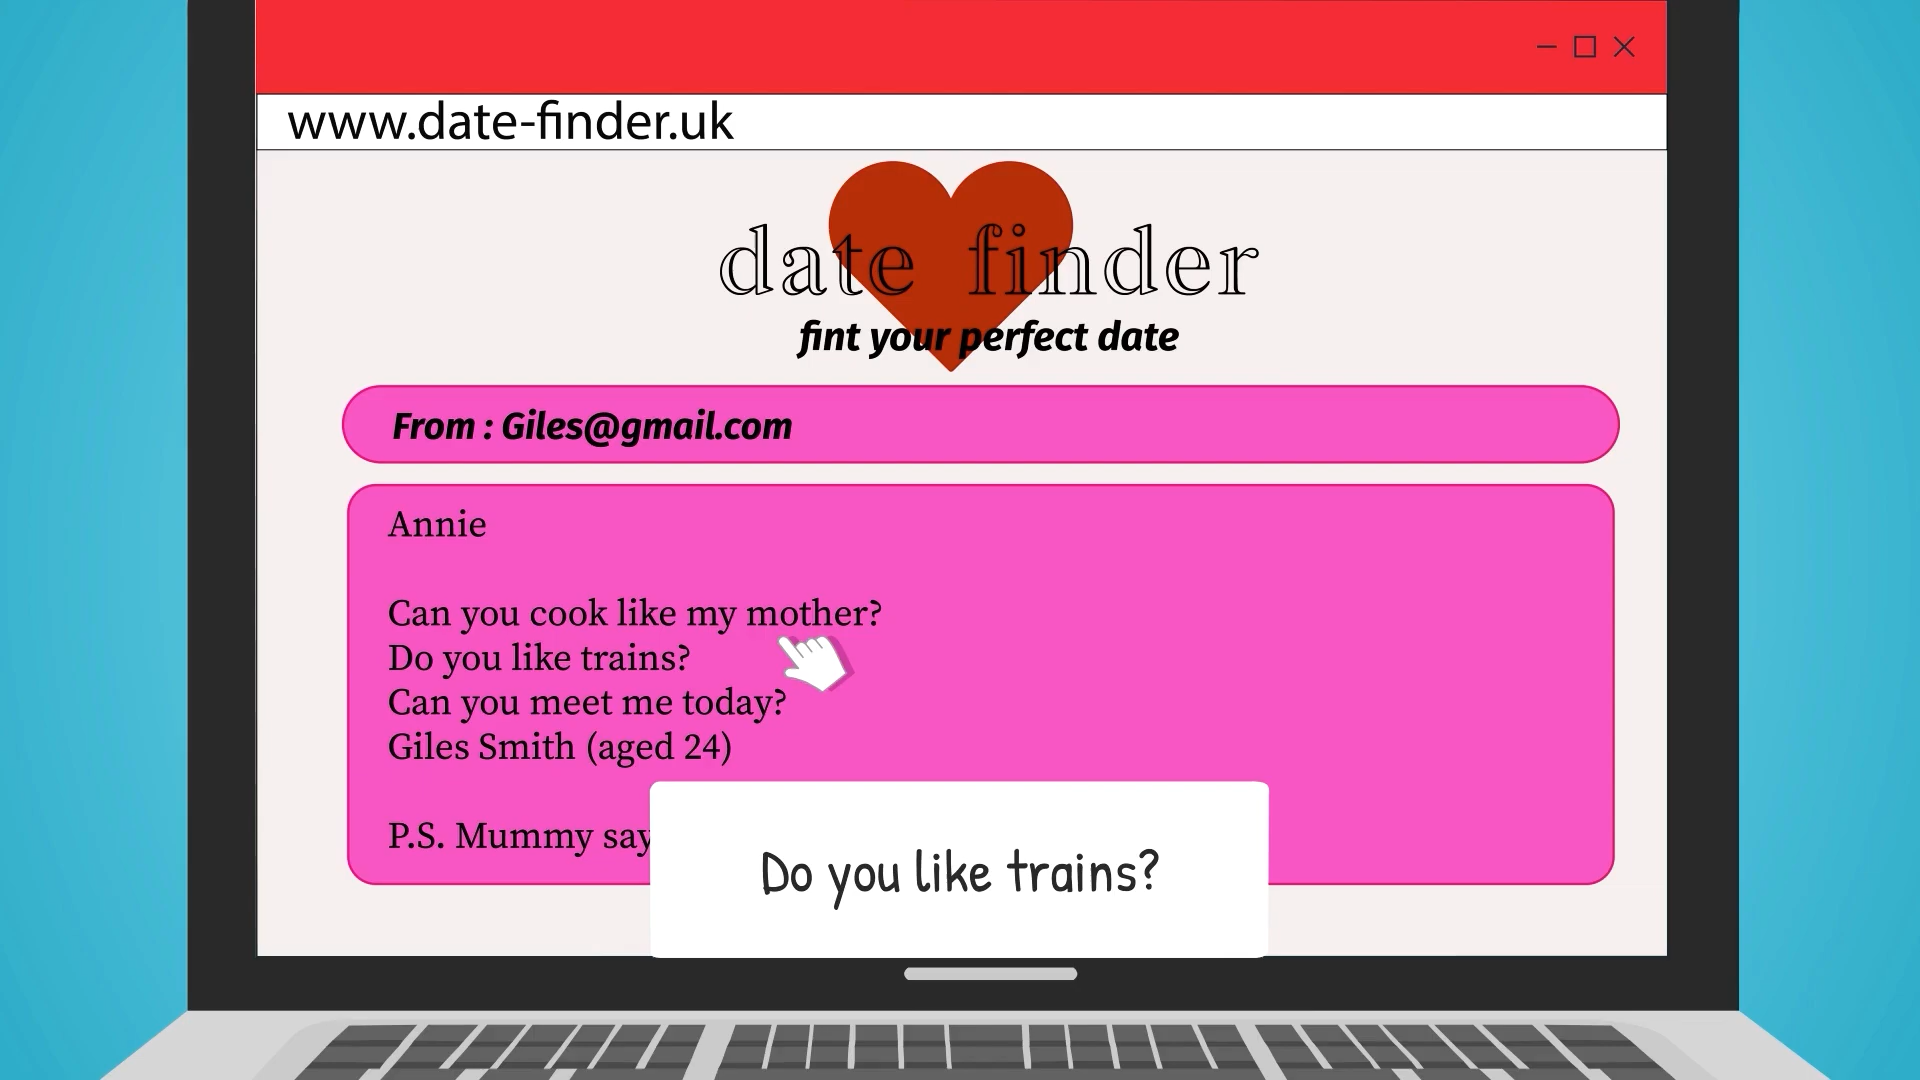 www.date-finder.uk
date finder
fint your perfect date
From : Giles@gmail.com
Annie
Can you cook like my mother?
Do you like trains?
Can you meet me today?
Giles Smith (aged 24)
P.S. Mummy say
Do you like trains?